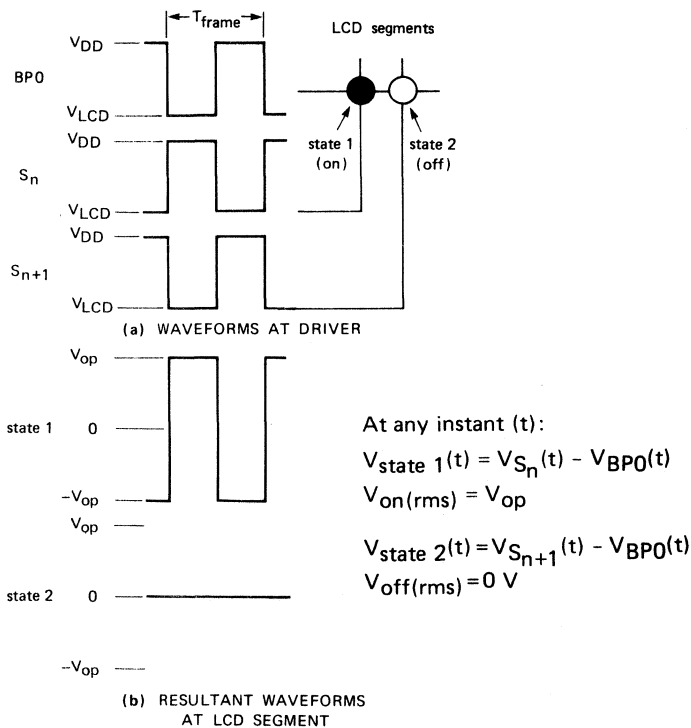 T_frame
LCD segments
V_DD
BP0
V_LCD
V_DD
S_n
V_LCD
V_DD
S_n+1
V_LCD
state 1
(on)
state 2
(off)
(a) WAVEFORMS AT DRIVER
V_op
state 1 0
-V_op
V_op
state 2 0
-V_op
(b) RESULTANT WAVEFORMS
AT LCD SEGMENT
At any instant (t):
V_state 1(t) = V_S_n(t) - V_BP0(t)
V_on(rms) = V_op
V_state 2(t) = V_S_n+1(t) - V_BP0(t)
V_off(rms) = 0 V